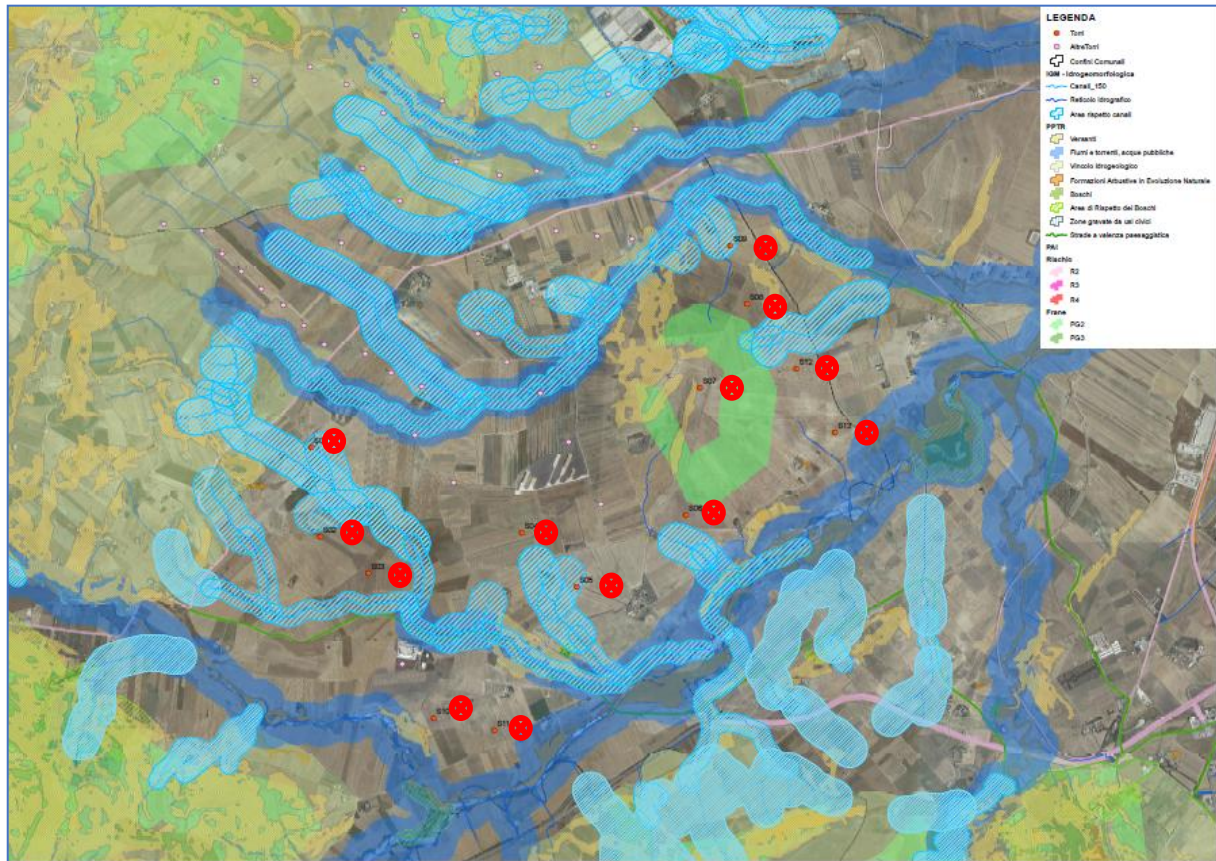 LEGENDA
Torri
AltreTorri
Confini Comunali
IGM - Idrogeomorfologica
Canali_150
Reticolo Idrografico
Area rispetto canali
PPTR
Versanti
Fiumi e torrenti, acque pubbliche
Vincolo Idrogeologico
Formazioni Arbustive in Evoluzione Naturale
Boschi
Area di Rispetto dei Boschi
Zone gravate da usi civici
Strade a valenza paesaggistica
PAI
Rischio
R2
R3
R4
Frane
PG2
PG3
S09
S08
S12
S07
S13
S06
S02
S03
S05
S10
S11